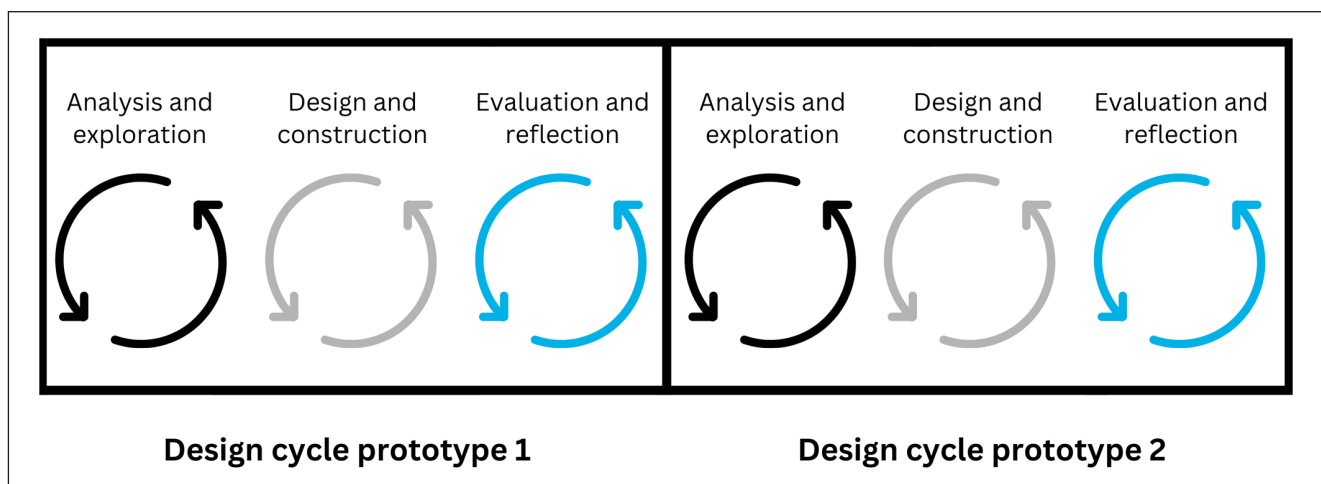 Analysis and
exploration
Design and
construction
Evaluation and
reflection
Analysis and
exploration
Design and
construction
Evaluation and
reflection
Design cycle prototype 1
Design cycle prototype 2